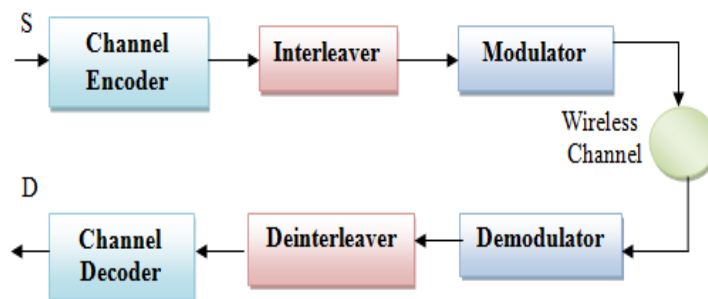 S
Channel
Encoder
Interleaver
Modulator
Wireless
Channel
D
Channel
Decoder
Deinterleaver
Demodulator